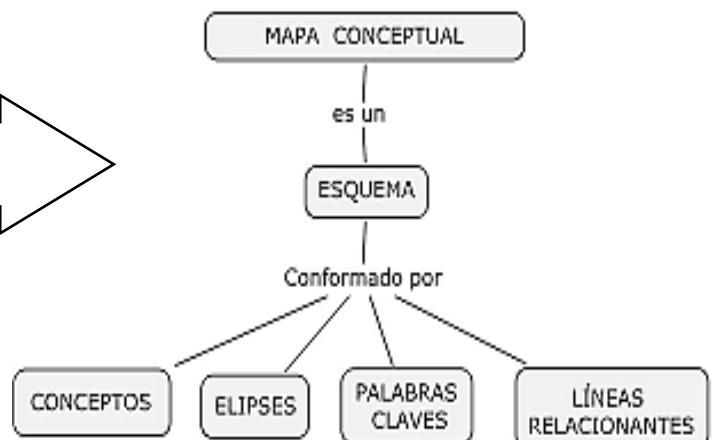 MAPA CONCEPTUAL
es un
ESQUEMA
Conformado por
CONCEPTOS
ELIPSES
PALABRAS
CLAVES
LÍNEAS
RELACIONANTES